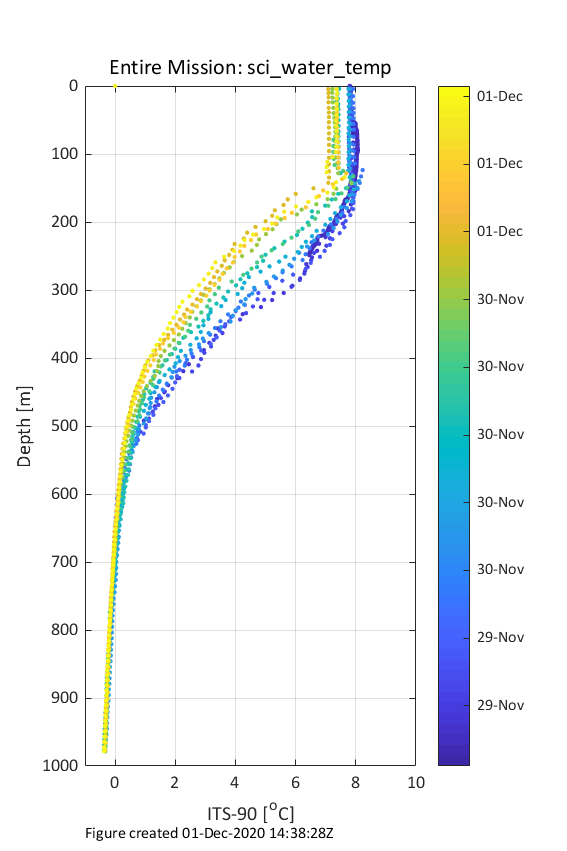 Entire Mission: sci_water_temp
0
100
200
300
400
500
600
700
800
900
1000
Depth [m]
0 2 4 6 8 10
ITS-90 [°C]
Figure created 01-Dec-2020 14:38:28Z
01-Dec
01-Dec
01-Dec
30-Nov
30-Nov
30-Nov
30-Nov
30-Nov
29-Nov
29-Nov